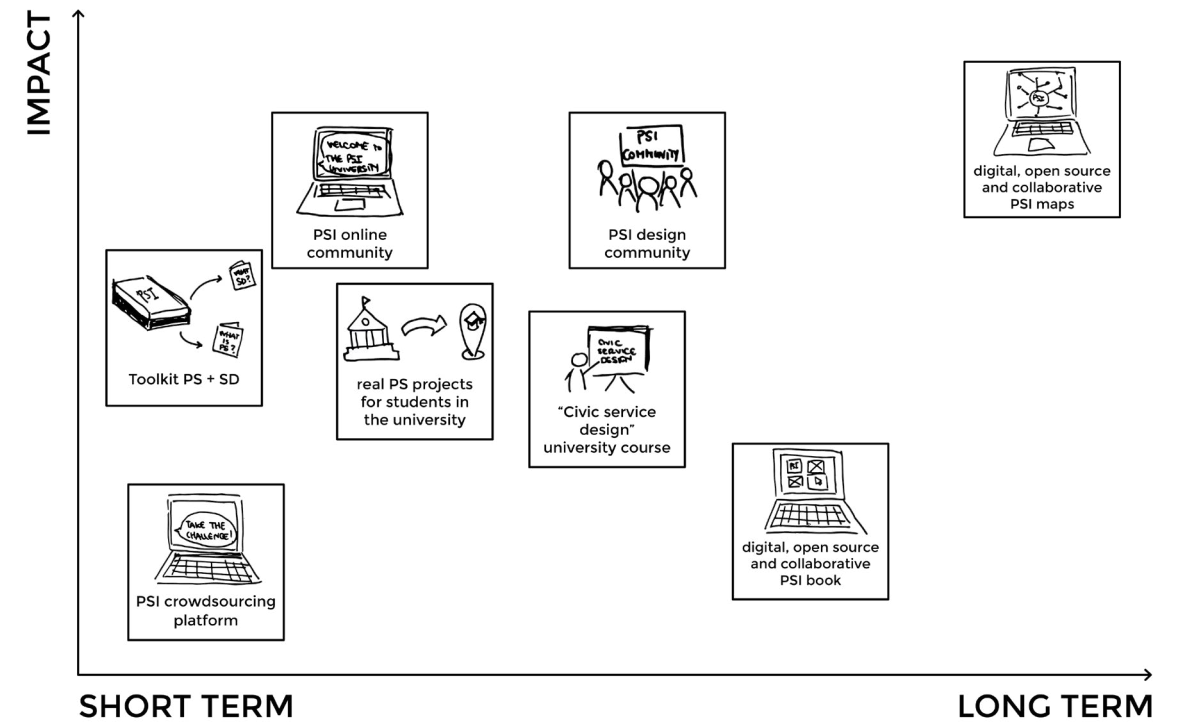 IMPACT
PSI
digital, open source
and collaborative
PSI maps
WELCOME TO
THE PSI
UNIVERSITY
PSI online
community
PSI
COMMUNITY
PSI design
community
PSI
WHAT
SD?
WHAT
IS
PS?
Toolkit PS + SD
real PS projects
for students in
the university
CIVIC
SERVICE
DESIGN
“Civic service
design”
university course
digital, open source
and collaborative
PSI book
TAKE THE
CHALLENGE!
PSI crowdsourcing
platform
SHORT TERM
LONG TERM